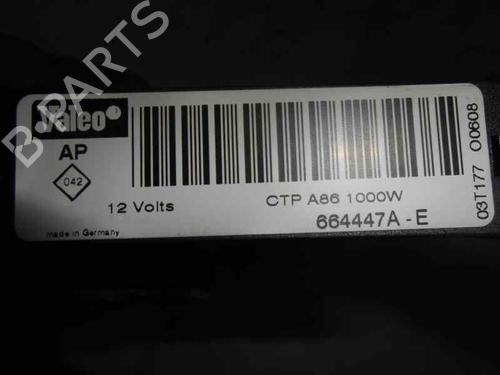 Valeo
AP
042
12 Volts
CTP A86 1000W
664447A - E
made in Germany
03T177 O0608
B-PARTS